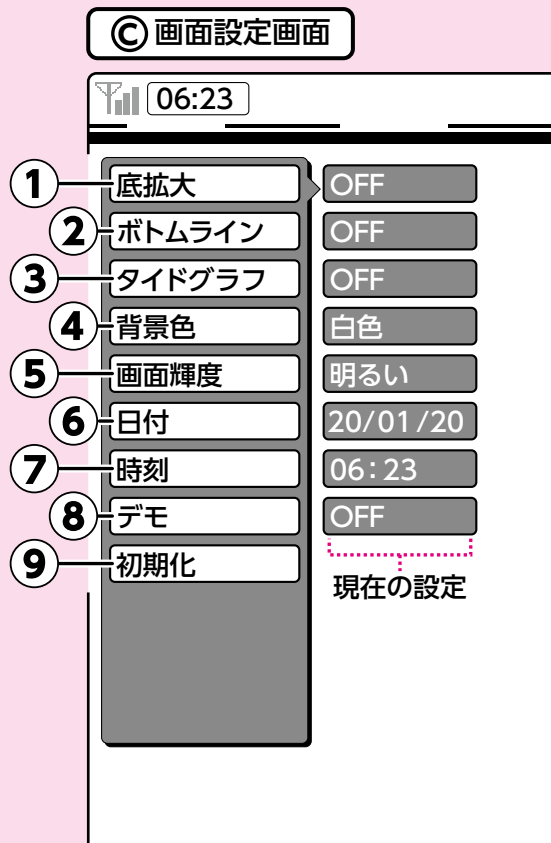 Ⓒ 画面設定画面
06:23
① 底拡大 OFF
② ボトムライン OFF
③ タイドグラフ OFF
④ 背景色 白色
⑤ 画面輝度 明るい
⑥ 日付 20/01/20
⑦ 時刻 06:23
⑧ デモ OFF
⑨ 初期化
現在の設定